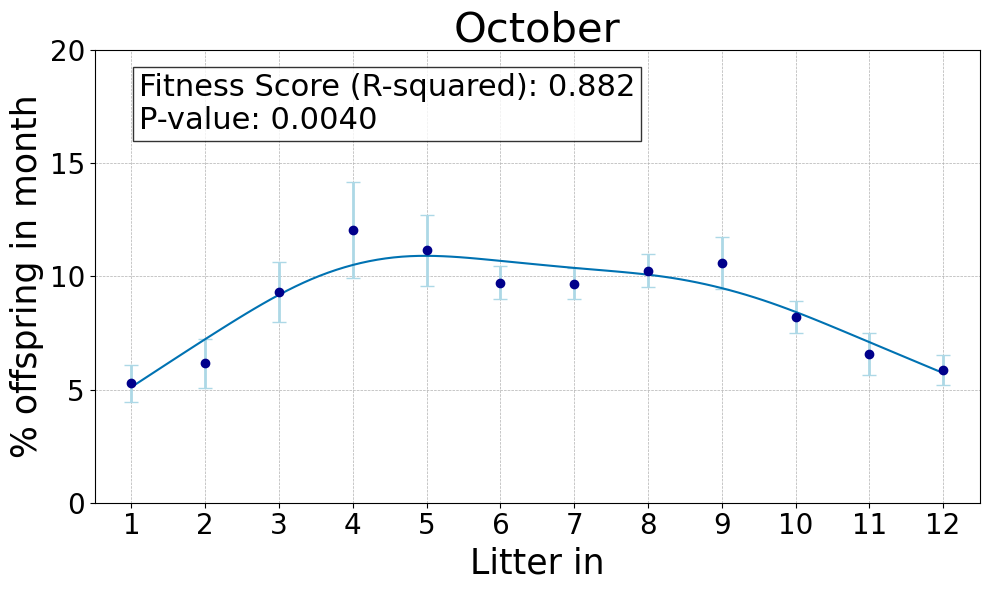 October
Fitness Score (R-squared): 0.882
P-value: 0.0040
% offspring in month
20
15
10
5
0
1 2 3 4 5 6 7 8 9 10 11 12
Litter in